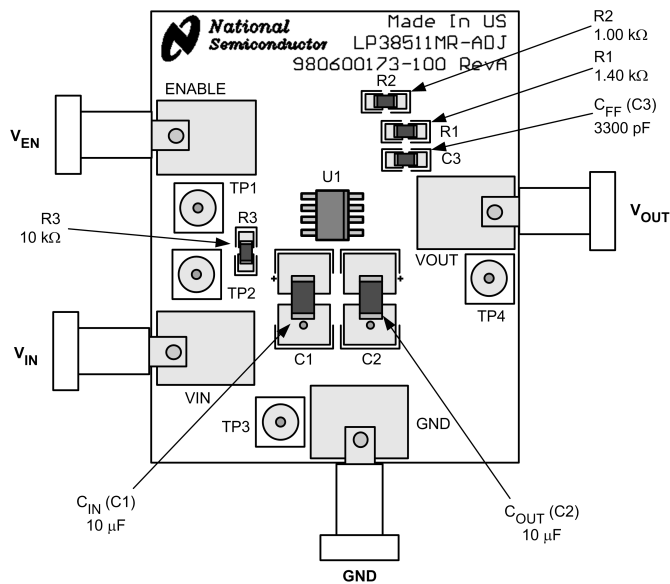 National
Semiconductor
Made In US
LP38511MR-ADJ
980600173-100 RevA
R2
1.00 kΩ
R1
1.40 kΩ
CFF (C3)
3300 pF
ENABLE
R2
R1
C3
VEN
TP1
U1
R3
10 kΩ
R3
VOUT
VOUT
TP2
TP4
VIN
+
+
C1
C2
VIN
TP3
GND
CIN (C1)
10 µF
COUT (C2)
10 µF
GND